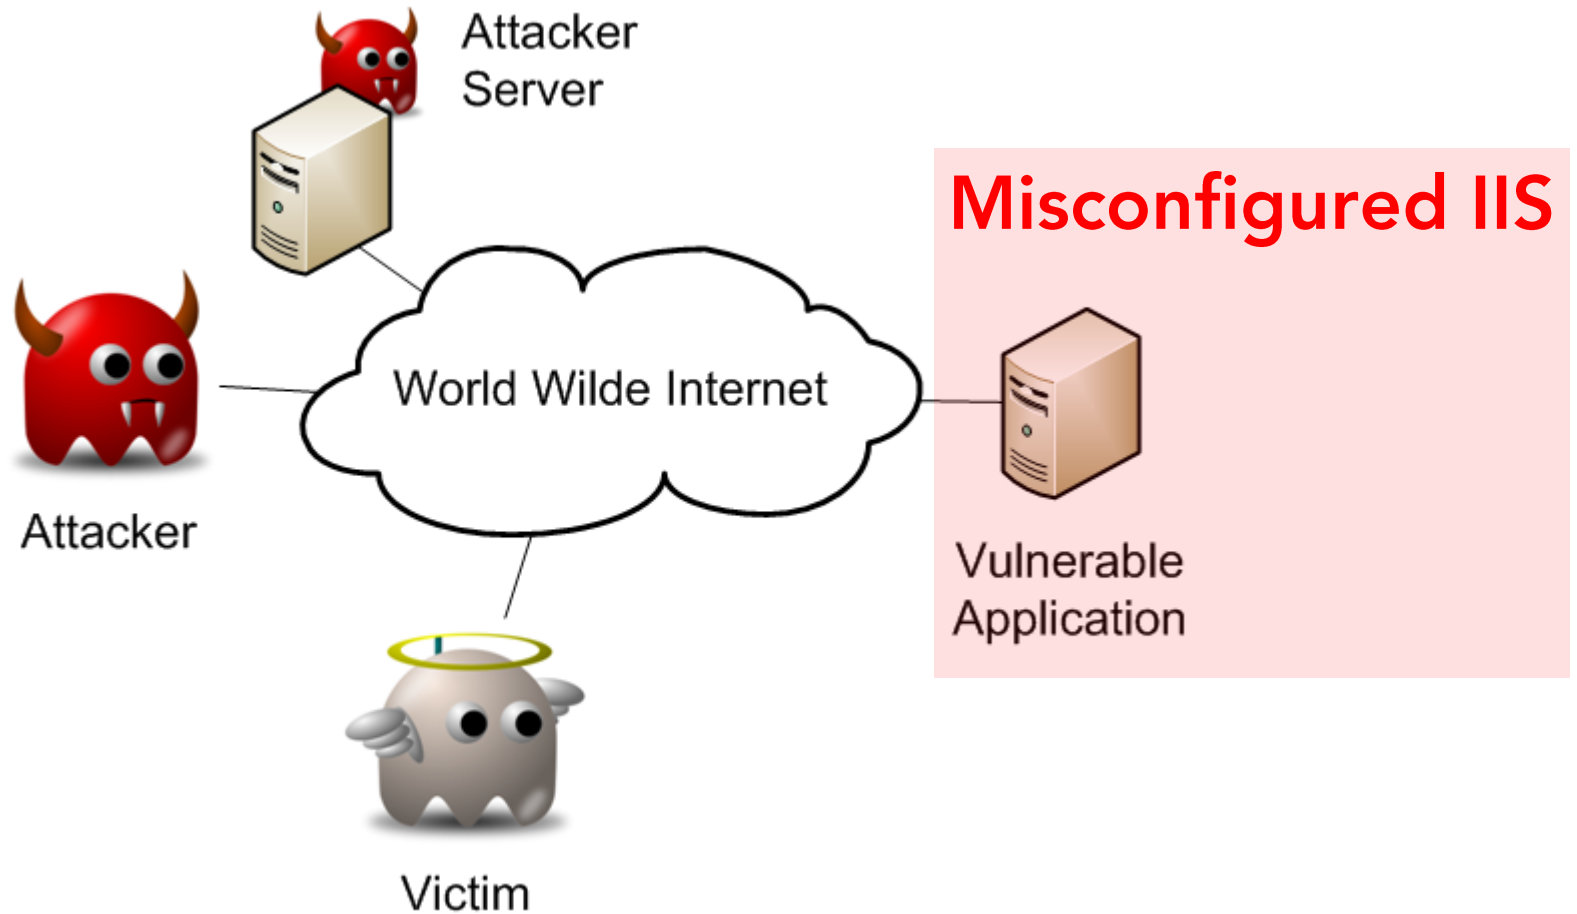 Attacker
Server
Misconfigured IIS
World Wilde Internet
Attacker
Vulnerable
Application
Victim